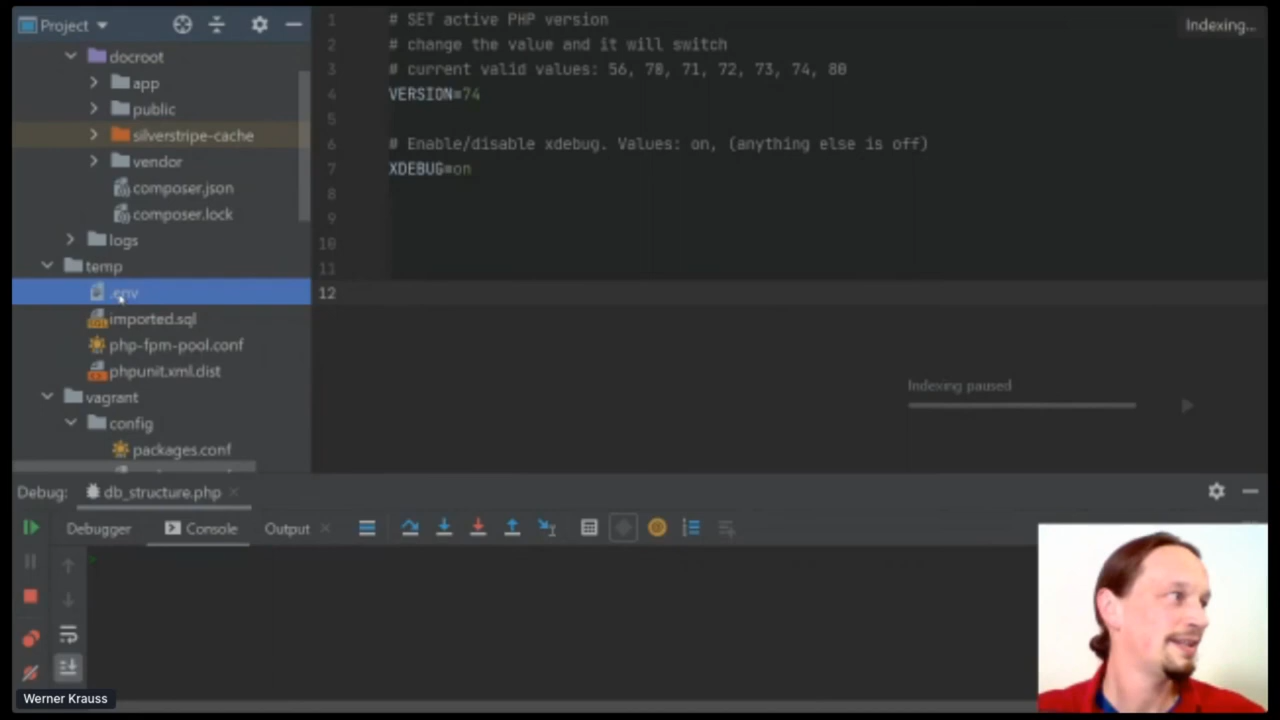 Project
docroot
app
public
silverstripe-cache
vendor
composer.json
composer.lock
logs
temp
.env
imported.sql
php-fpm-pool.conf
phpunit.xml.dist
vagrant
config
packages.conf
1 # SET active PHP version
2 # change the value and it will switch
3 # current valid values: 56, 70, 71, 72, 73, 74, 80
4 VERSION=74
5
6 # Enable/disable xdebug. Values: on, (anything else is off)
7 XDEBUG=on
8
9
10
11
12
Indexing...
Indexing paused
Debug: db_structure.php
Debugger Console Output
>
Werner Krauss